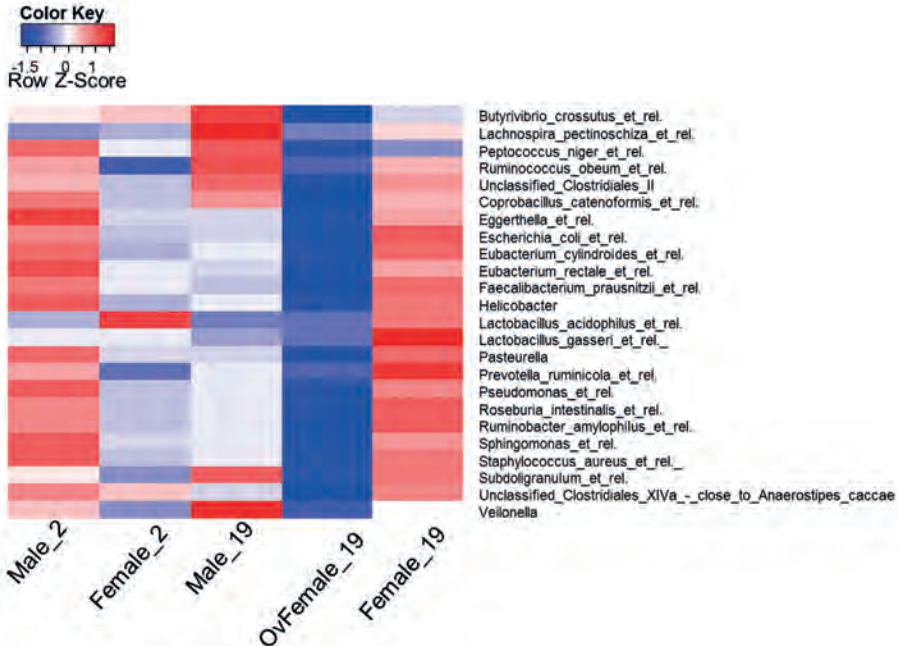 Color Key
-1.5 0 1
Row Z-Score
Butyrivibrio_crossutus_et_rel.
Lachnospira_pectinoschiza_et_rel.
Peptococcus_niger_et_rel.
Ruminococcus_obeum_et_rel.
Unclassified_Clostridiales_II
Coprobacillus_catenoformis_et_rel.
Eggerthella_et_rel.
Escherichia_coli_et_rel.
Eubacterium_cylindroides_et_rel.
Eubacterium_rectale_et_rel.
Faecalibacterium_prausnitzii_et_rel.
Helicobacter
Lactobacillus_acidophilus_et_rel.
Lactobacillus_gasseri_et_rel._
Pasteurella
Prevotella_ruminicola_et_rel.
Pseudomonas_et_rel.
Roseburia_intestinalis_et_rel.
Ruminobacter_amylophilus_et_rel.
Sphingomonas_et_rel.
Staphylococcus_aureus_et_rel._
Subdoligranulum_et_rel.
Unclassified_Clostridiales_XIVa_-_close_to_Anaerostipes_caccae
Veilonella
Male_2
Female_2
Male_19
OvFemale_19
Female_19